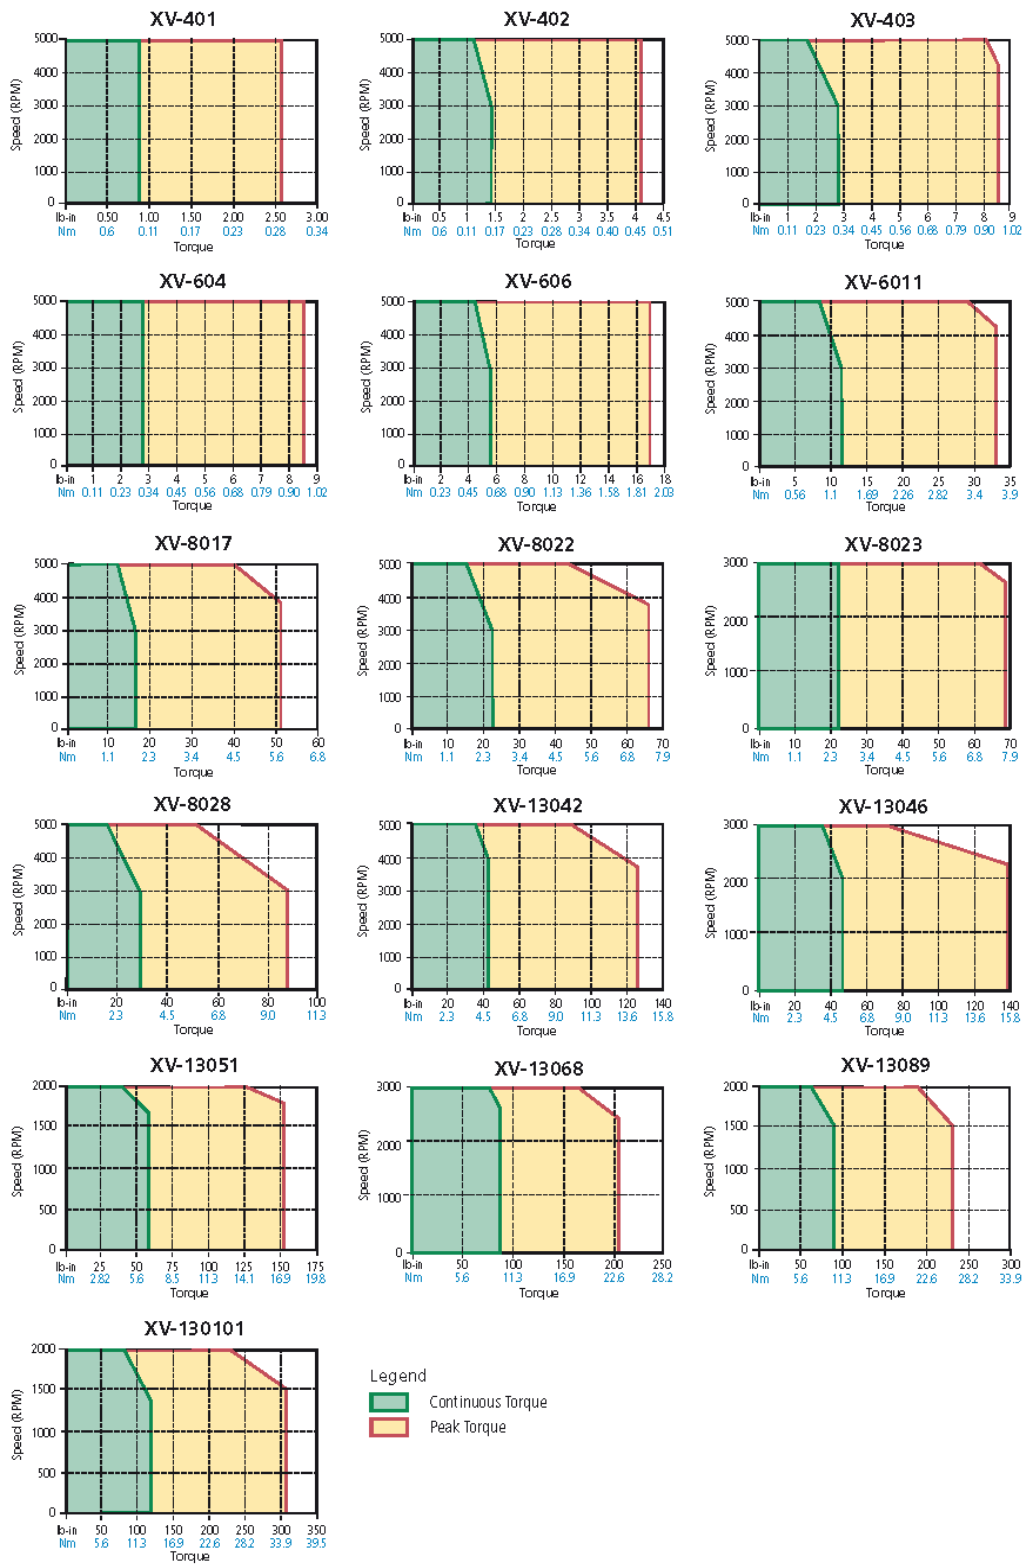 XV-401
Speed (RPM)
5000
4000
3000
2000
1000
0
lb-in 0.50 1.00 1.50 2.00 2.50 3.00
Nm 0.6 0.11 0.17 0.23 0.28 0.34
Torque
XV-402
Speed (RPM)
5000
4000
3000
2000
1000
0
lb-in 0.5 1 1.5 2.5 3 3.5 4 4.5
Nm 0.6 0.11 0.17 0.23 0.28 0.34 0.40 0.45 0.51
Torque
XV-403
Speed (RPM)
5000
4000
3000
2000
1000
0
lb-in 1 2 3 4 5 6 7 8 9
Nm 0.11 0.23 0.34 0.45 0.56 0.68 0.79 0.90 1.02
Torque
XV-604
Speed (RPM)
5000
4000
3000
2000
1000
0
lb-in 1 2 3 4 5 6 7 8 9
Nm 0.11 0.23 0.34 0.45 0.56 0.68 0.79 0.90 1.02
Torque
XV-606
Speed (RPM)
5000
4000
3000
2000
1000
0
lb-in 2 4 6 8 10 12 14 16 18
Nm 0.23 0.45 0.68 0.90 1.13 1.36 1.58 1.81 2.03
Torque
XV-6011
Speed (RPM)
5000
4000
3000
2000
1000
0
lb-in 5 10 15 20 25 30 35
Nm 0.56 1.1 1.69 2.26 2.82 3.4 3.9
Torque
XV-8017
Speed (RPM)
5000
4000
3000
2000
1000
0
lb-in 10 20 30 40 50 60
Nm 1.1 2.3 3.4 4.5 5.6 6.8
Torque
XV-8022
Speed (RPM)
5000
4000
3000
2000
1000
0
lb-in 10 20 30 40 50 60 70
Nm 1.1 2.3 3.4 4.5 5.6 6.8 7.9
Torque
XV-8023
Speed (RPM)
3000
2000
1000
0
lb-in 10 20 30 40 50 60 70
Nm 1.1 2.3 3.4 4.5 5.6 6.8 7.9
Torque
XV-8028
Speed (RPM)
5000
4000
3000
2000
1000
0
lb-in 20 40 60 80 100
Nm 2.3 4.5 6.8 9.0 11.3
Torque
XV-13042
Speed (RPM)
5000
4000
3000
2000
1000
0
lb-in 20 40 60 80 100 120 140
Nm 2.3 4.5 6.8 9.0 11.3 13.6 15.8
Torque
XV-13046
Speed (RPM)
3000
2000
1000
0
lb-in 20 40 60 80 100 120 140
Nm 2.3 4.5 6.8 9.0 11.3 13.6 15.8
Torque
XV-13051
Speed (RPM)
2000
1500
1000
500
0
lb-in 25 50 75 100 125 150 175
Nm 2.82 5.6 8.5 11.3 14.1 16.9 19.8
Torque
XV-13068
Speed (RPM)
3000
2000
1000
0
lb-in 50 100 150 200 250
Nm 5.6 11.3 16.9 22.6 28.2
Torque
XV-13089
Speed (RPM)
2000
1500
1000
500
0
lb-in 50 100 150 200 250 300
Nm 5.6 11.3 16.9 22.6 28.2 33.9
Torque
XV-130101
Speed (RPM)
2000
1500
1000
500
0
lb-in 50 100 150 200 250 300 350
Nm 5.6 11.3 16.9 22.6 28.2 33.9 39.5
Torque
Legend
Continuous Torque
Peak Torque